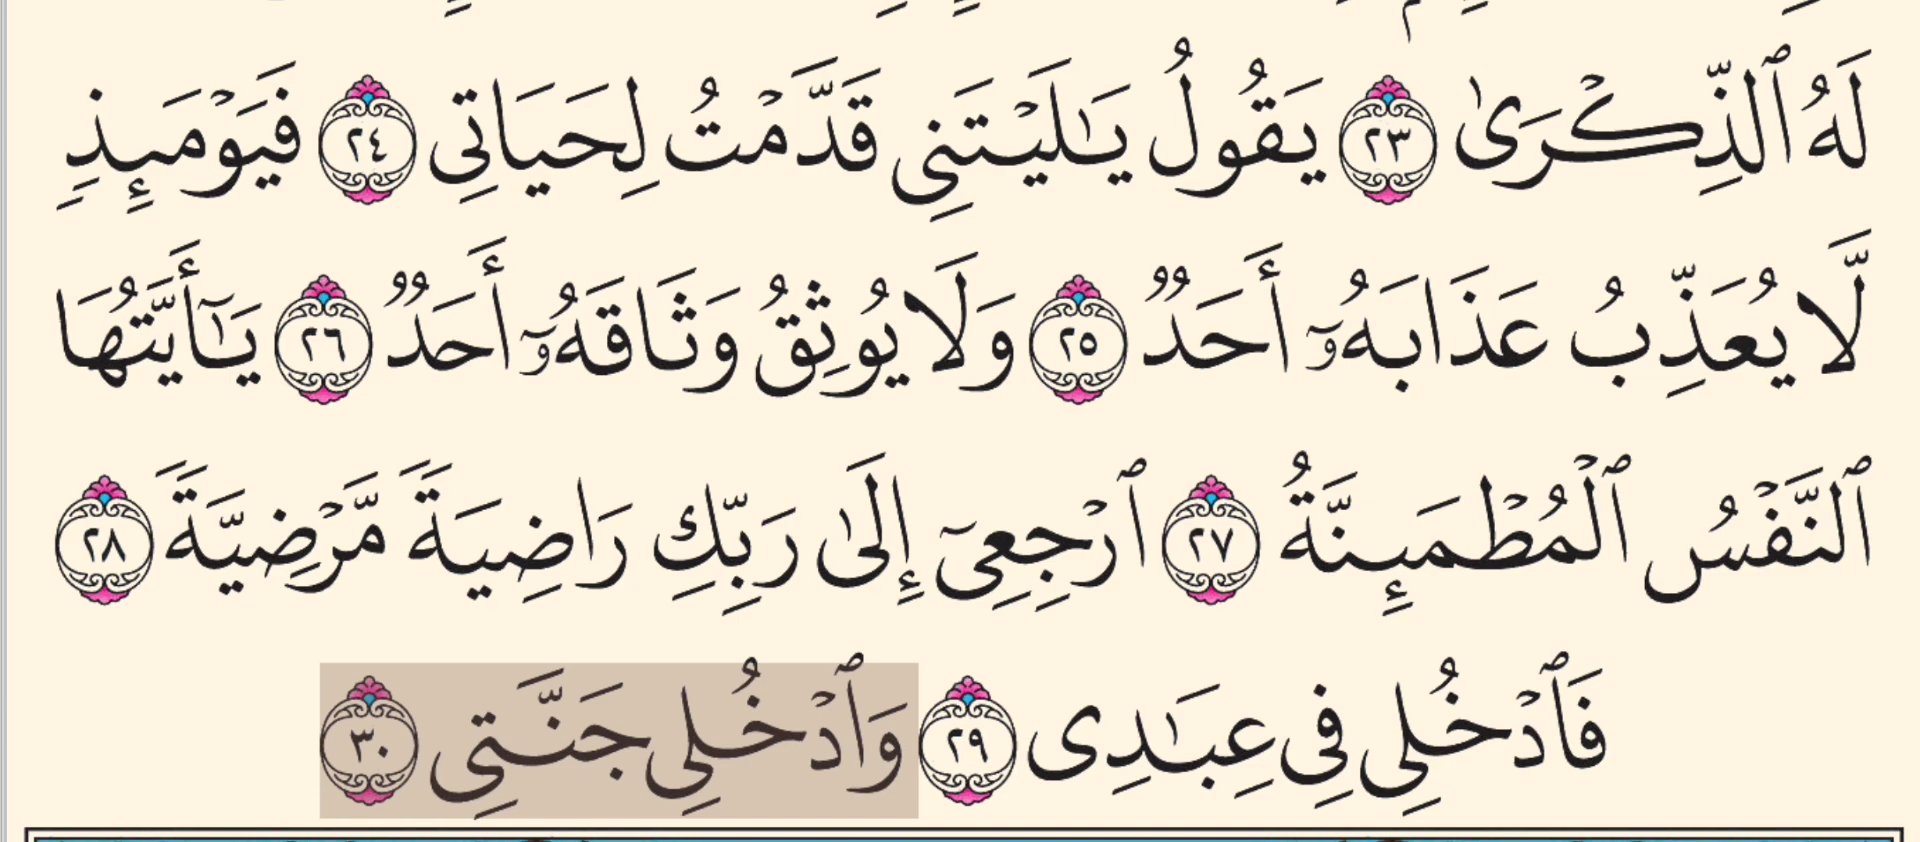 لَهُ ٱلذِّكۡرَىٰ ٢٣ يَقُولُ يَٰلَيۡتَنِي قَدَّمۡتُ لِحَيَاتِي ٢٤ فَيَوۡمَئِذٖ
لَّا يُعَذِّبُ عَذَابَهُۥٓ أَحَدٞ ٢٥ وَلَا يُوثِقُ وَثَاقَهُۥٓ أَحَدٞ ٢٦ يَٰٓأَيَّتُهَا
ٱلنَّفۡسُ ٱلۡمُطۡمَئِنَّةُ ٢٧ ٱرۡجِعِيٓ إِلَىٰ رَبِّكِ رَاضِيَةٗ مَّرۡضِيَّةٗ ٢٨
فَٱدۡخُلِي فِي عِبَٰدِي ٢٩ وَٱدۡخُلِي جَنَّتِي ٣٠